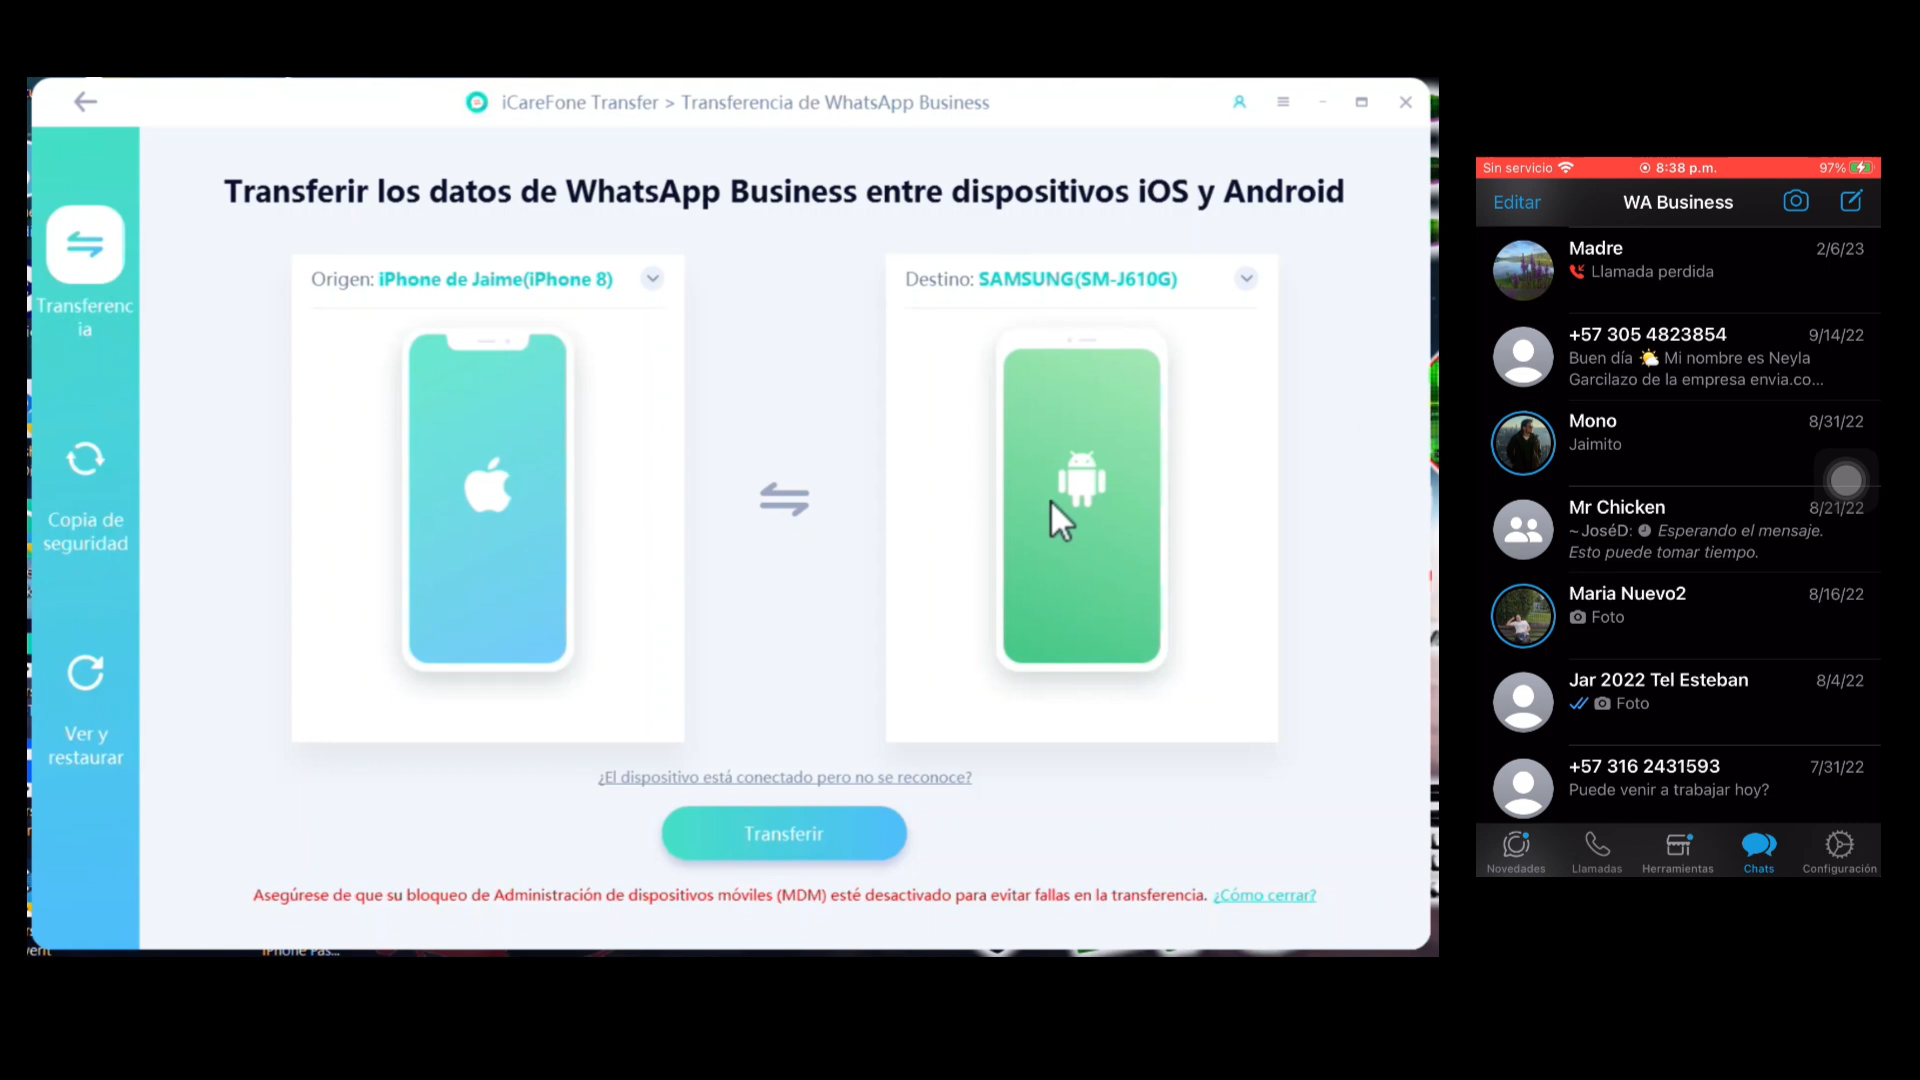 iCareFone Transfer > Transferencia de WhatsApp Business
Transferir los datos de WhatsApp Business entre dispositivos iOS y Android
Transferenc
ia
Copia de
seguridad
Ver y
restaurar
Origen: iPhone de Jaime(iPhone 8)
Destino: SAMSUNG(SM-J610G)
¿El dispositivo está conectado pero no se reconoce?
Transferir
Asegúrese de que su bloqueo de Administración de dispositivos móviles (MDM) esté desactivado para evitar fallas en la transferencia. ¿Cómo cerrar?
iPhone Pas...
Sin servicio 8:38 p.m. 97%
Editar WA Business
Madre 2/6/23
Llamada perdida
+57 305 4823854 9/14/22
Buen día 🌤 Mi nombre es Neyla
Garcilazo de la empresa envia.co...
Mono 8/31/22
Jaimito
Mr Chicken 8/21/22
~JoséD: Esperando el mensaje.
Esto puede tomar tiempo.
Maria Nuevo2 8/16/22
Foto
Jar 2022 Tel Esteban 8/4/22
Foto
+57 316 2431593 7/31/22
Puede venir a trabajar hoy?
Novedades Llamadas Herramientas Chats Configuración